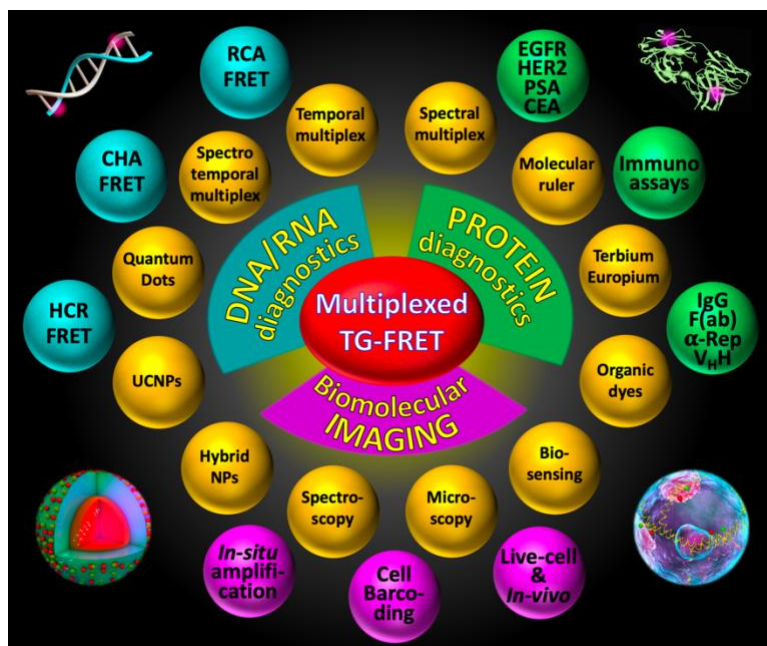 RCA
FRET
EGFR
HER2
PSA
CEA
Temporal
multiplex
Spectral
multiplex
CHA
FRET
Spectro
temporal
multiplex
Molecular
ruler
Immuno
assays
DNA/RNA
diagnostics
PROTEIN
diagnostics
Quantum
Dots
Terbium
Europium
HCR
FRET
Multiplexed
TG-FRET
IgG
F(ab)
α-Rep
VHH
UCNPs
Organic
dyes
Biomolecular
IMAGING
Hybrid
NPs
Bio-
sensing
Spectro-
scopy
Micro-
scopy
In-situ
amplifi-
cation
Cell
Barco-
ding
Live-cell
&
In-vivo